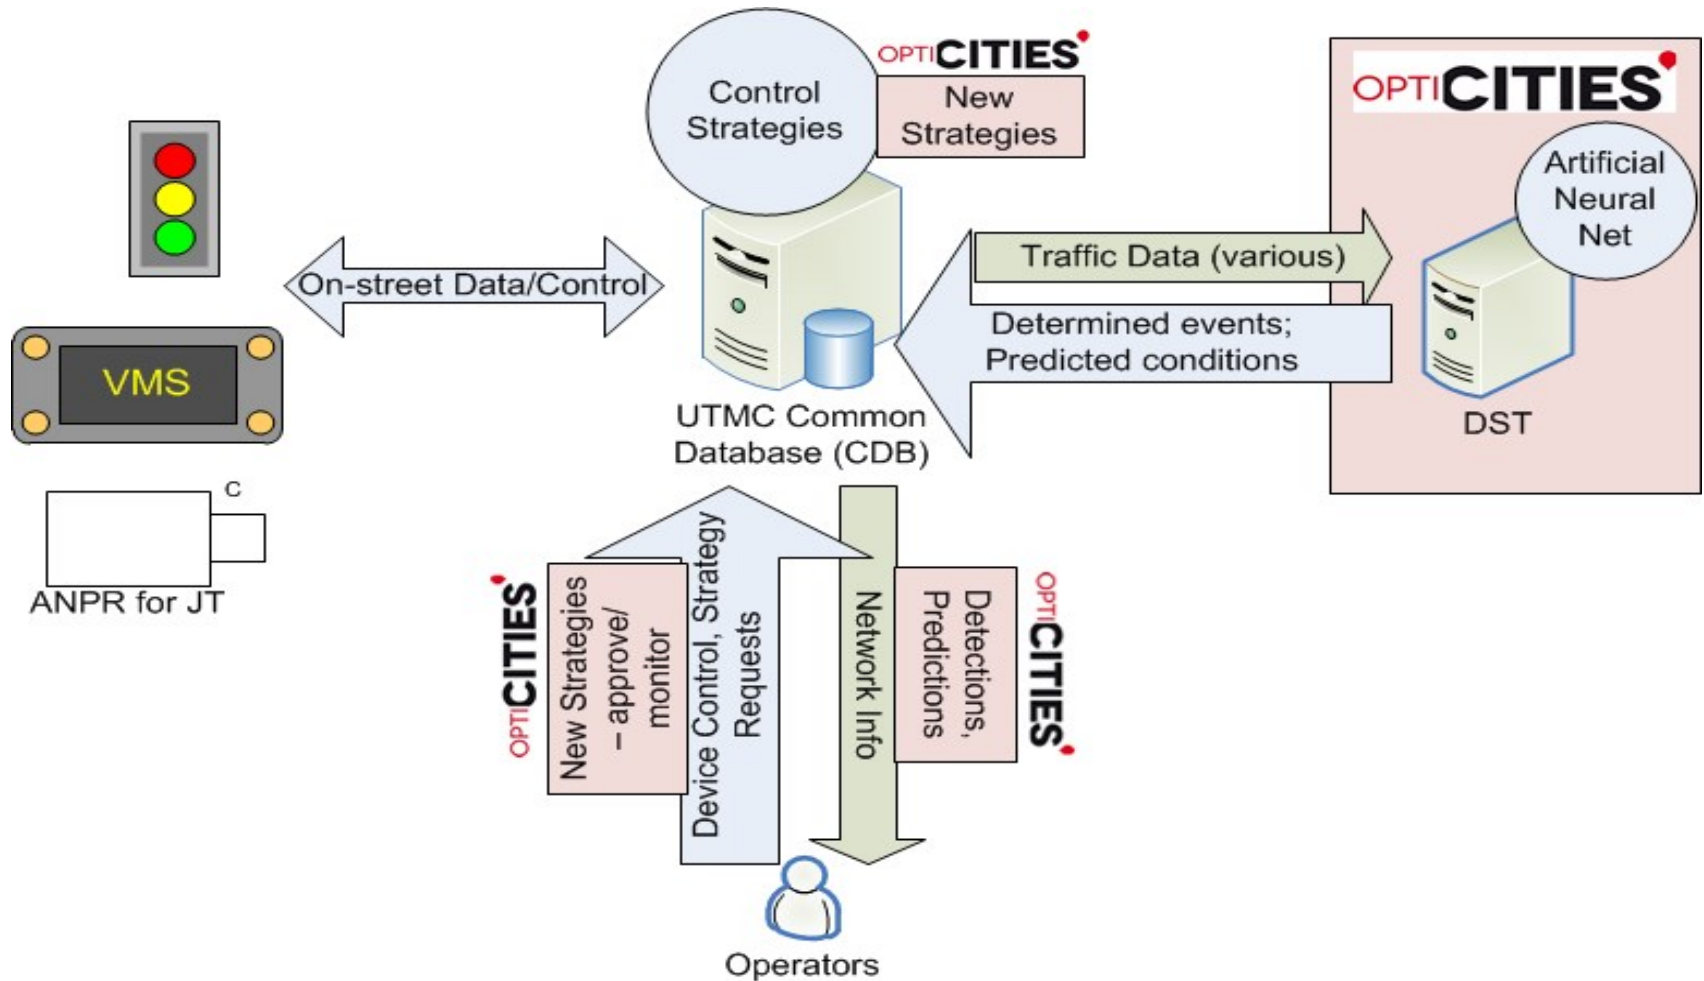 OPTICITIES
Control
Strategies
New
Strategies
OPTICITIES
Artificial
Neural
Net
On-street Data/Control
Traffic Data (various)
Determined events;
Predicted conditions
VMS
UTMC Common
Database (CDB)
DST
C
ANPR for JT
OPTICITIES
New Strategies
– approve/
monitor
Device Control, Strategy
Requests
Network Info
Detections,
Predictions
OPTICITIES
Operators